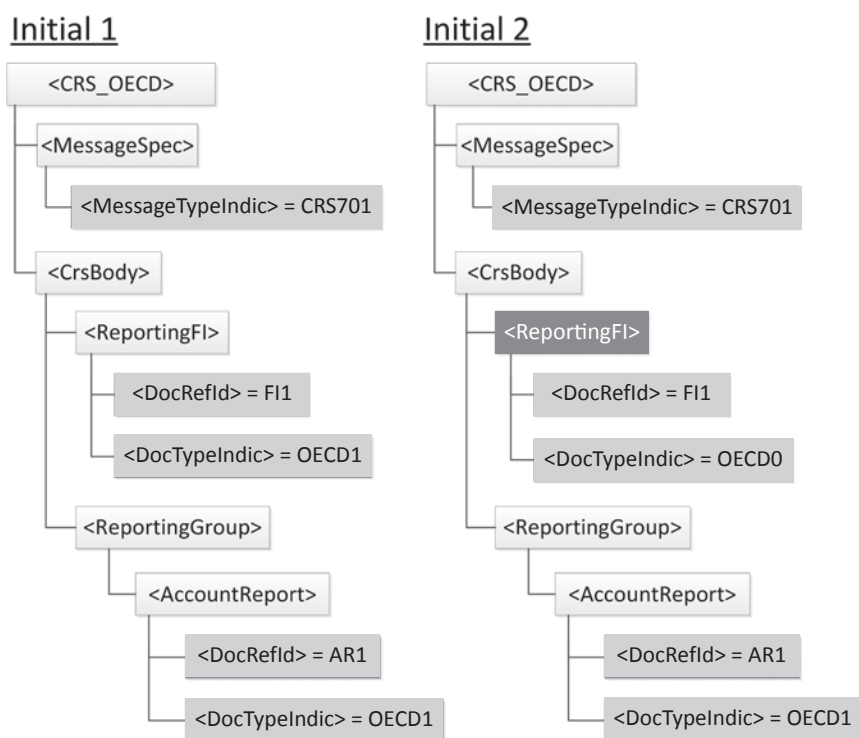 Initial 1
<CRS_OECD>
<MessageSpec>
<MessageTypeIndic> = CRS701
<CrsBody>
<ReportingFI>
<DocRefId> = FI1
<DocTypeIndic> = OECD1
<ReportingGroup>
<AccountReport>
<DocRefId> = AR1
<DocTypeIndic> = OECD1
Initial 2
<CRS_OECD>
<MessageSpec>
<MessageTypeIndic> = CRS701
<CrsBody>
<ReportingFI>
<DocRefId> = FI1
<DocTypeIndic> = OECD0
<ReportingGroup>
<AccountReport>
<DocRefId> = AR1
<DocTypeIndic> = OECD1